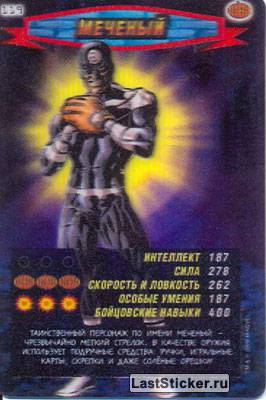 119
МЕЧЕНЫЙ
ИНТЕЛЛЕКТ 187
СИЛА 278
СКОРОСТЬ И ЛОВКОСТЬ 262
ОСОБЫЕ УМЕНИЯ 187
БОЙЦОВСКИЕ НАВЫКИ 400
ТАИНСТВЕННЫЙ ПЕРСОНАЖ ПО ИМЕНИ МЕЧЕНЫЙ -
ЧРЕЗВЫЧАЙНО МЕТКИЙ СТРЕЛОК. В КАЧЕСТВЕ ОРУЖИЯ
ИСПОЛЬЗУЕТ ПОДРУЧНЫЕ СРЕДСТВА: РУЧКИ, ИГРАЛЬНЫЕ
КАРТЫ, СКРЕПКИ И ДАЖЕ СОЛЁНЫЕ ОРЕШКИ!
LastSticker.ru